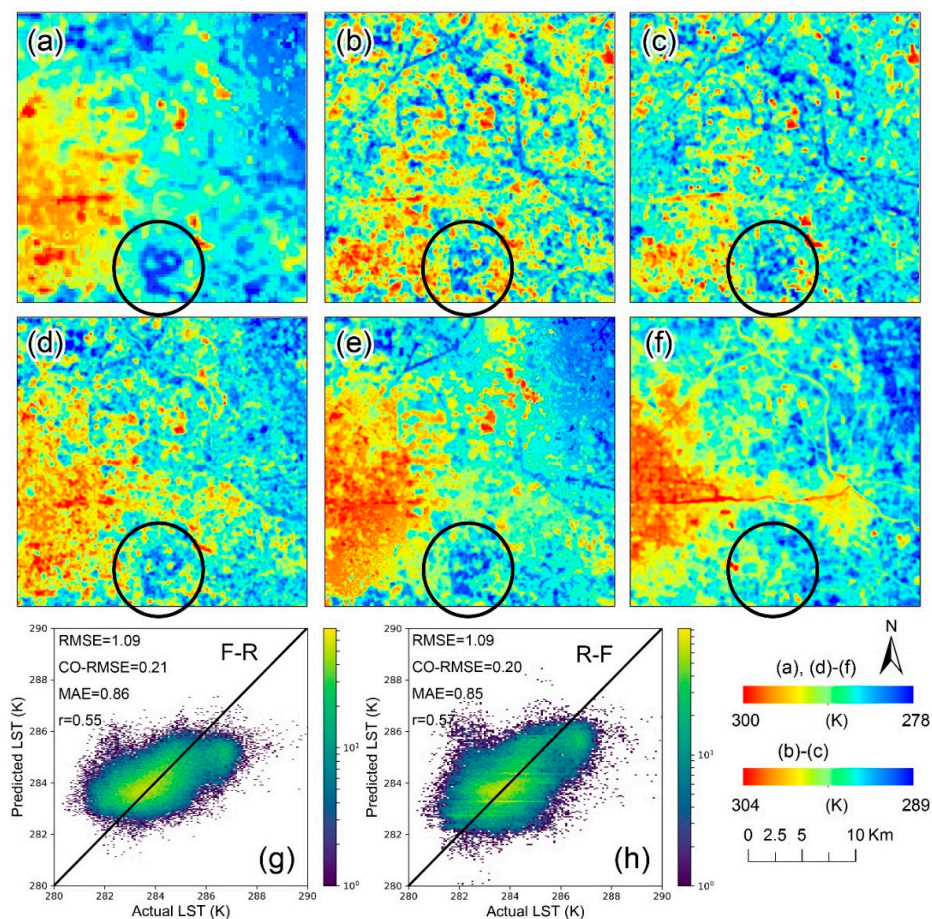 (a)
(b)
(c)
(d)
(e)
(f)
290
288
286
284
282
280
Predicted LST (K)
RMSE=1.09
CO-RMSE=0.21
MAE=0.86
r=0.55
F-R
(g)
280 282 284 286 288 290
Actual LST (K)
10¹
10⁰
290
288
286
284
282
280
Predicted LST (K)
RMSE=1.09
CO-RMSE=0.20
MAE=0.85
r=0.57
R-F
(h)
280 282 284 286 288 290
Actual LST (K)
10¹
10⁰
N
(a), (d)-(f)
300 (K) 278
(b)-(c)
304 (K) 289
0 2.5 5 10 Km